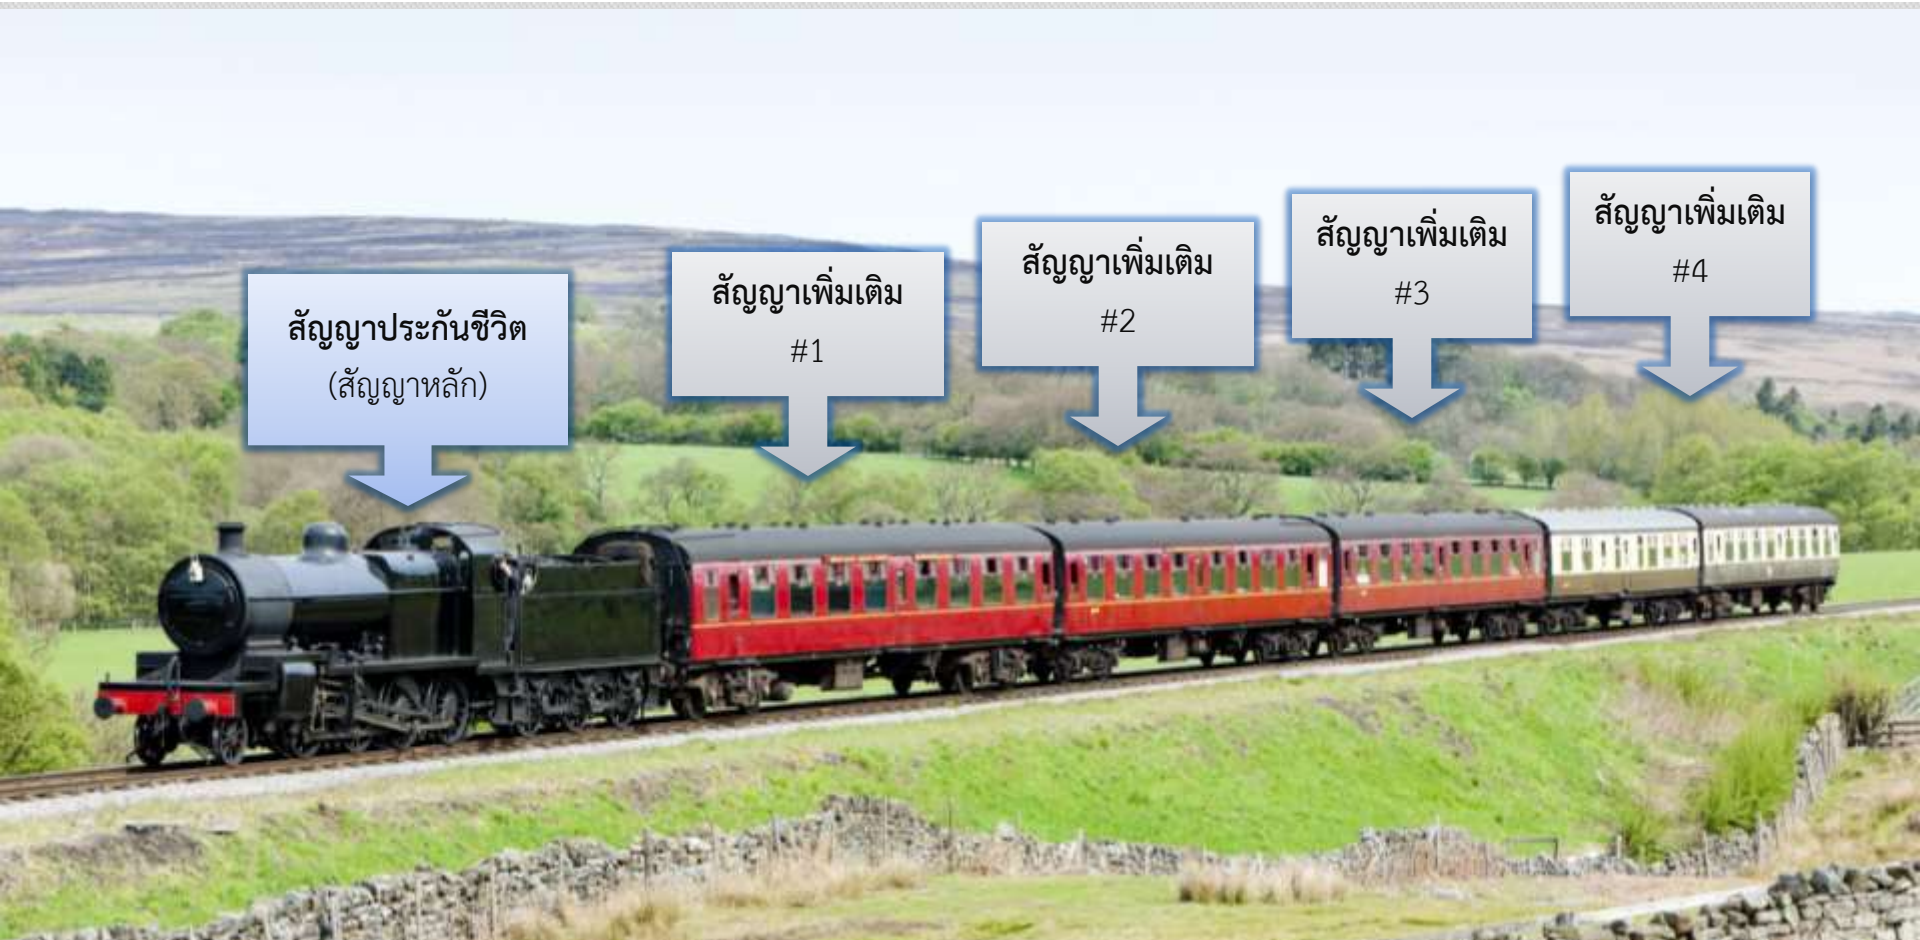 สัญญาประกันชีวิต
(สัญญาหลัก)
สัญญาเพิ่มเติม
#1
สัญญาเพิ่มเติม
#2
สัญญาเพิ่มเติม
#3
สัญญาเพิ่มเติม
#4